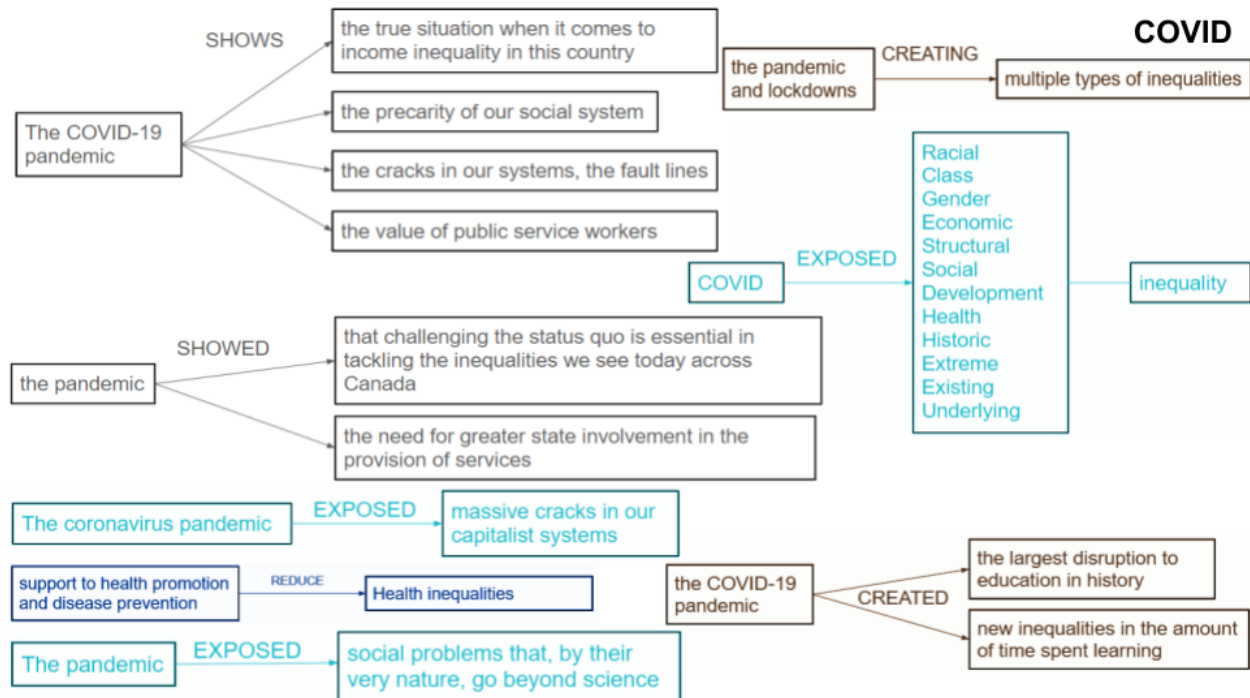 COVID
SHOWS
the true situation when it comes to
income inequality in this country
the precarity of our social system
The COVID-19
pandemic
the cracks in our systems, the fault lines
the value of public service workers
the pandemic
and lockdowns
CREATING
multiple types of inequalities
COVID
EXPOSED
Racial
Class
Gender
Economic
Structural
Social
Development
Health
Historic
Extreme
Existing
Underlying
inequality
the pandemic
SHOWED
that challenging the status quo is essential in
tackling the inequalities we see today across
Canada
the need for greater state involvement in the
provision of services
The coronavirus pandemic
EXPOSED
massive cracks in our
capitalist systems
support to health promotion
and disease prevention
REDUCE
Health inequalities
The pandemic
EXPOSED
social problems that, by their
very nature, go beyond science
the COVID-19
pandemic
CREATED
the largest disruption to
education in history
new inequalities in the amount
of time spent learning